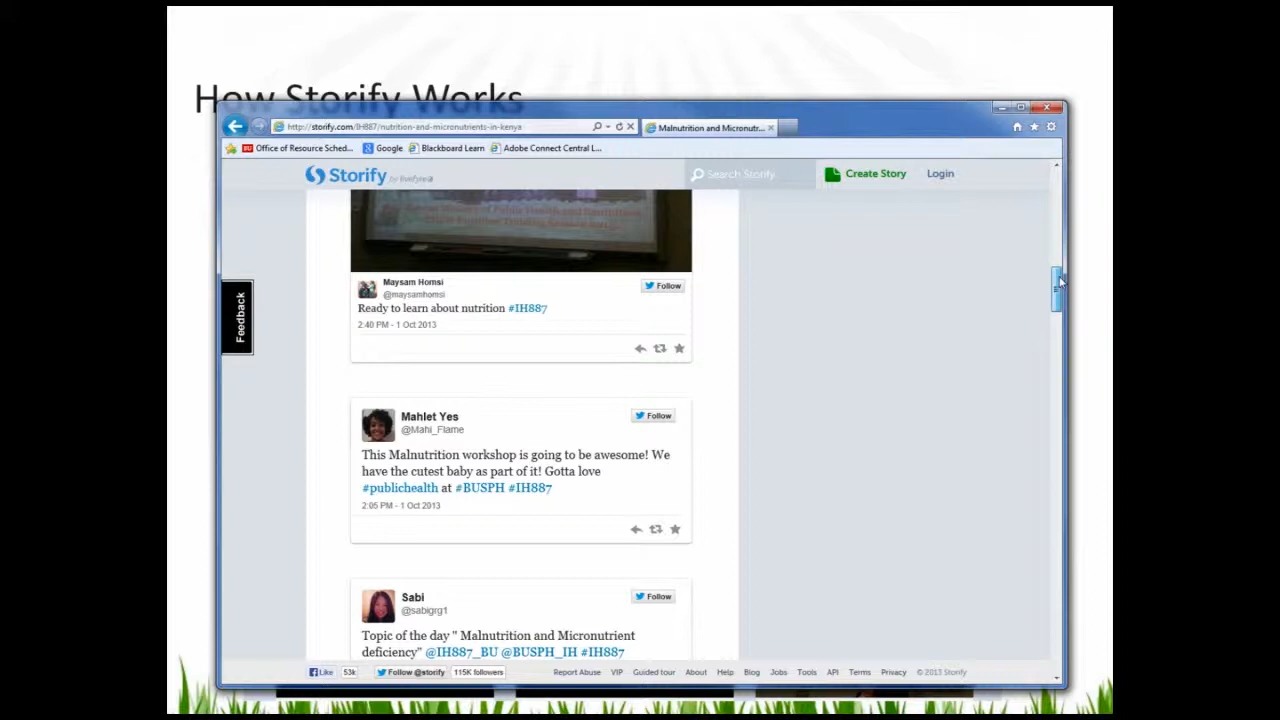 How Storify Works
http://storify.com/IH887/nutrition-and-micronutrients-in-kenya
Malnutrition and Micronutr...
Office of Resource Sched... Google Blackboard Learn Adobe Connect Central L...
Storify by livefyre
Search Storify
Create Story
Login
Feedback
Maysam Homsi
@maysamhomsi
Follow
Ready to learn about nutrition #IH887
2:40 PM - 1 Oct 2013
Mahlet Yes
@Mahi_Flame
Follow
This Malnutrition workshop is going to be awesome! We
have the cutest baby as part of it! Gotta love
#publichealth at #BUSPH #IH887
2:05 PM - 1 Oct 2013
Sabi
@sabigrg1
Follow
Topic of the day " Malnutrition and Micronutrient
deficiency" @IH887_BU @BUSPH_IH #IH887
Like 53k Follow @storify 115K followers Report Abuse VIP Guided tour About Help Blog Jobs Tools API Terms Privacy © 2013 Storify